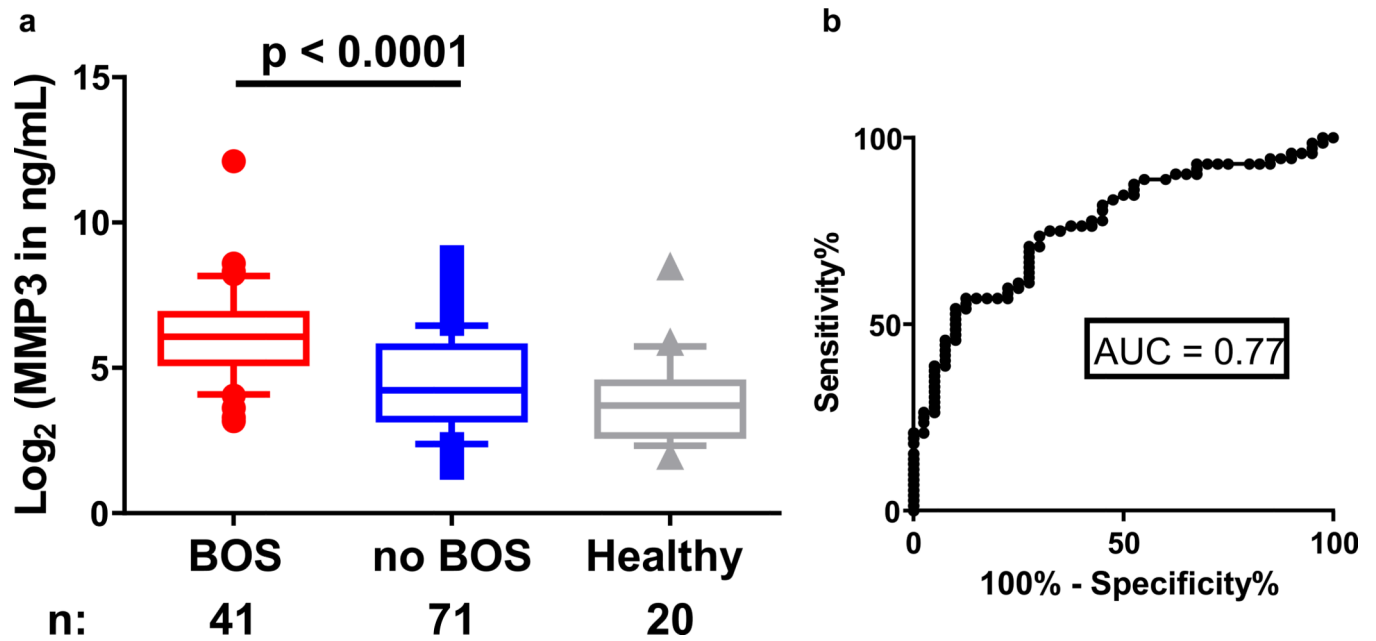 a
p < 0.0001
Log₂ (MMP3 in ng/mL)
15
10
5
0
BOS no BOS Healthy
n: 41 71 20
b
Sensitivity%
100
50
0
AUC = 0.77
0 50 100
100% - Specificity%